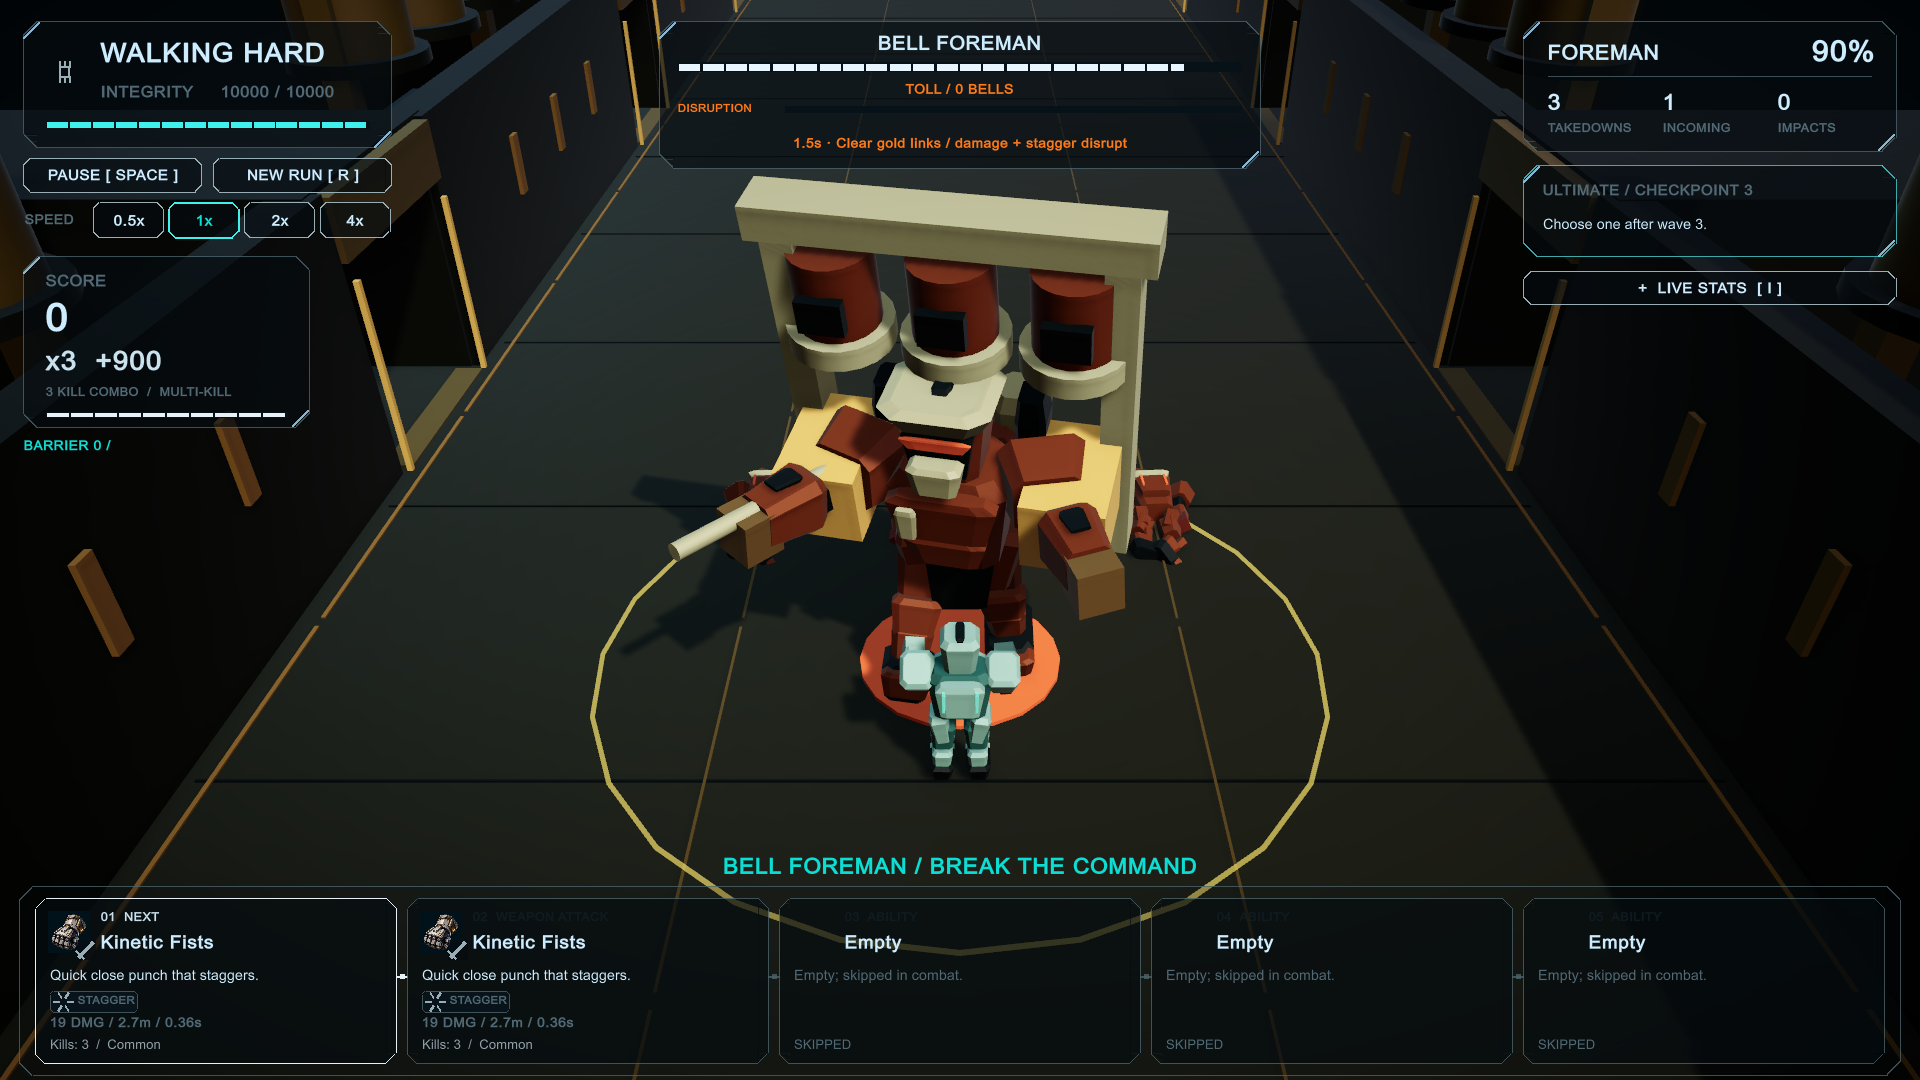 WALKING HARD
INTEGRITY 10000 / 10000
PAUSE [ SPACE ]
NEW RUN [ R ]
SPEED
0.5x
1x
2x
4x
SCORE
0
x3 +900
3 KILL COMBO / MULTI-KILL
BARRIER 0 /
BELL FOREMAN
TOLL / 0 BELLS
DISRUPTION
1.5s · Clear gold links / damage + stagger disrupt
FOREMAN 90%
3 1 0
TAKEDOWNS INCOMING IMPACTS
ULTIMATE / CHECKPOINT 3
Choose one after wave 3.
+ LIVE STATS [ I ]
BELL FOREMAN / BREAK THE COMMAND
01 NEXT
Kinetic Fists
Quick close punch that staggers.
STAGGER
19 DMG / 2.7m / 0.36s
Kills: 3 / Common
02 WEAPON ATTACK
Kinetic Fists
Quick close punch that staggers.
STAGGER
19 DMG / 2.7m / 0.36s
Kills: 3 / Common
03 ABILITY
Empty
Empty; skipped in combat.
SKIPPED
04 ABILITY
Empty
Empty; skipped in combat.
SKIPPED
05 ABILITY
Empty
Empty; skipped in combat.
SKIPPED